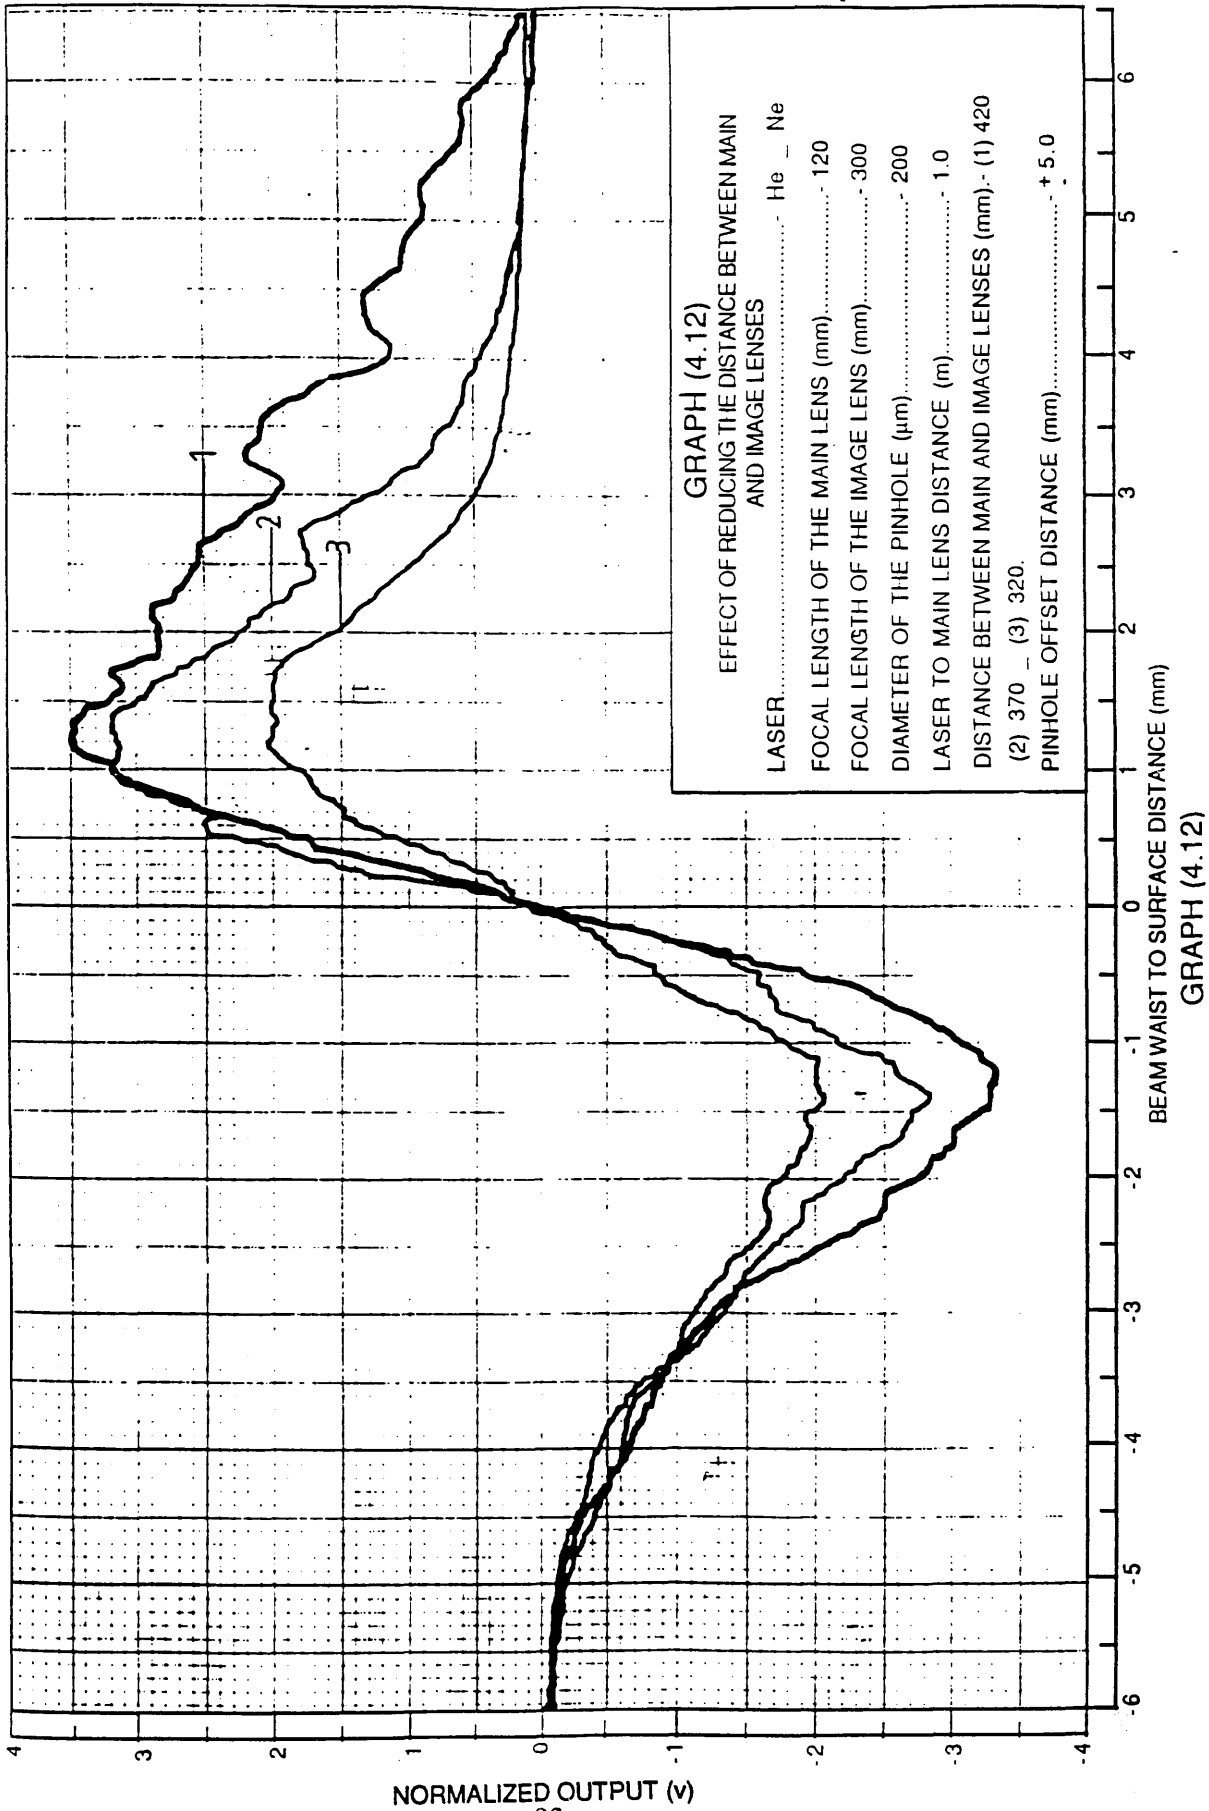 GRAPH (4.12)
EFFECT OF REDUCING THE DISTANCE BETWEEN MAIN
AND IMAGE LENSES
LASER............................ - He _ Ne
FOCAL LENGTH OF THE MAIN LENS (mm)............- 120
FOCAL LENGTH OF THE IMAGE LENS (mm)............- 300
DIAMETER OF THE PINHOLE (µm)............................- 200
LASER TO MAIN LENS DISTANCE (m)....................- 1.0
DISTANCE BETWEEN MAIN AND IMAGE LENSES (mm).- (1) 420
(2) 370 _ (3) 320.
PINHOLE OFFSET DISTANCE (mm)............................- +5.0
1
2
3
4
3
2
1
0
-1
-2
-3
-4
NORMALIZED OUTPUT (v)
-6
-5
-4
-3
-2
-1
0
1
2
3
4
5
6
BEAM WAIST TO SURFACE DISTANCE (mm)
GRAPH (4.12)